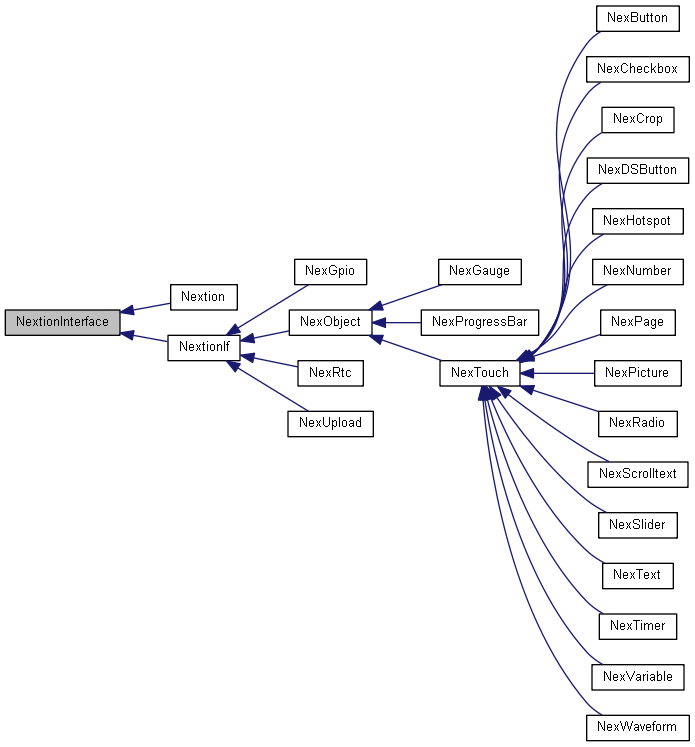 NexButton
NexCheckbox
NexCrop
NexDSButton
NexHotspot
NexGpio
NexGauge
NexNumber
Nextion
NextionInterface
NexObject
NexProgressBar
NexPage
NextionIf
NexRtc
NexTouch
NexPicture
NexUpload
NexRadio
NexScrolltext
NexSlider
NexText
NexTimer
NexVariable
NexWaveform